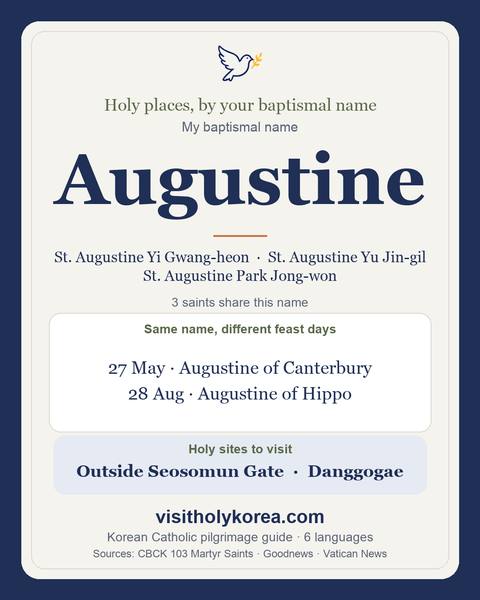 Holy places, by your baptismal name
My baptismal name
Augustine
St. Augustine Yi Gwang-heon · St. Augustine Yu Jin-gil
St. Augustine Park Jong-won
3 saints share this name
Same name, different feast days
27 May · Augustine of Canterbury
28 Aug · Augustine of Hippo
Holy sites to visit
Outside Seosomun Gate · Danggogae
visitholykorea.com
Korean Catholic pilgrimage guide · 6 languages
Sources: CBCK 103 Martyr Saints · Goodnews · Vatican News